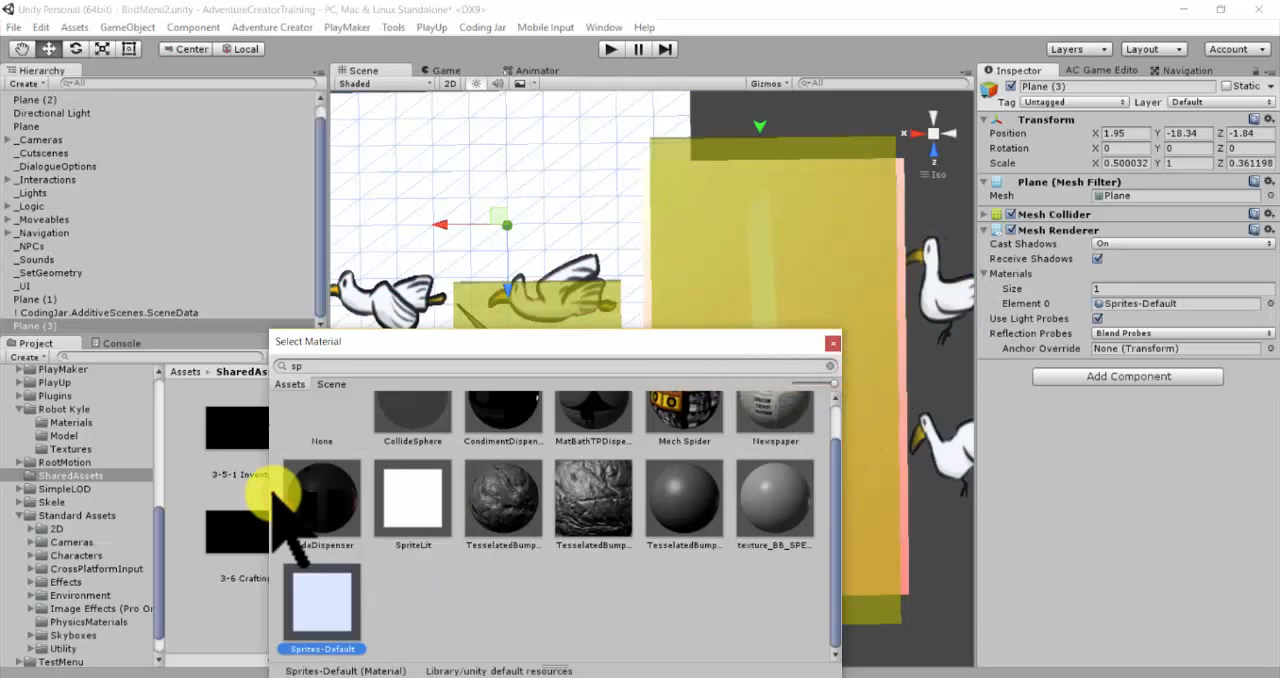 Unity Personal (64bit) - BirdMenu2.unity - AdventureCreatorTraining - PC, Mac & Linux Standalone* <DX9>
File Edit Assets GameObject Component Adventure Creator PlayMaker Tools PlayUp Coding Jar Mobile Input Window Help
Center Local Layers Layout Account
Hierarchy
Create All
Plane (2)
Directional Light
Plane
_Cameras
_Cutscenes
_DialogueOptions
_Interactions
_Lights
_Logic
_Moveables
_Navigation
_NPCs
_Sounds
_SetGeometry
_UI
Plane (1)
! CodingJar.AdditiveScenes.SceneData
Plane (3)
Scene Game Animator
Shaded 2D Gizmos All
x
z
Iso
Inspector AC Game Edito Navigation
Plane (3) Static
Tag Untagged Layer Default
Transform
Position X 1.95 Y -18.34 Z -1.84
Rotation X 0 Y 0 Z 0
Scale X 0.500032 Y 1 Z 0.361198
Plane (Mesh Filter)
Mesh Plane
Mesh Collider
Mesh Renderer
Cast Shadows On
Receive Shadows
Materials
Size 1
Element 0 Sprites-Default
Use Light Probes
Reflection Probes Blend Probes
Anchor Override None (Transform)
Add Component
Project Console
Create
PlayMaker
PlayUp
Plugins
Robot Kyle
Materials
Model
Textures
RootMotion
SharedAssets
SimpleLOD
Skele
Standard Assets
2D
Cameras
Characters
CrossPlatformInput
Effects
Environment
Image Effects (Pro Or
PhysicsMaterials
Skyboxes
Utility
TestMenu
Assets SharedAs
3-5-1 Invent
3-6 Crafting
Select Material
sp
Assets Scene
None CollideSphere CondimentDispen... MatBathTPDispe... Mech Spider Newspaper
daDispenser SpriteLit TesselatedBump... TesselatedBump... TesselatedBump... texture_BB_SPE...
Sprites-Default
Sprites-Default (Material) Library/unity default resources